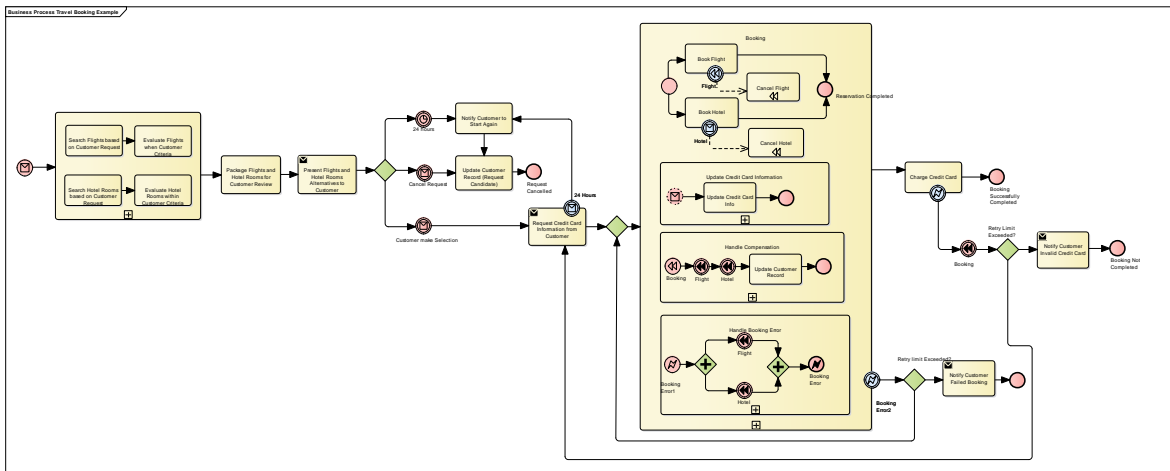 Business Process Travel Booking Example
Search Flights based
on Customer Request
Evaluate Flights
when Customer
Criteria
Search Hotel Rooms
based on Customer
Request
Evaluate Hotel
Rooms within
Customer Criteria
Package Flights and
Hotel Rooms for
Customer Review
Present Flights and
Hotel Rooms
Alternatives to
Customer
24 hours
Cancel Request
Customer make Selection
Notify Customer to
Start Again
Update Customer
Record (Request
Candidate)
Request
Cancelled
24 Hours
Request Credit Card
Information from
Customer
Booking
Book Flight
Flight..
Cancel Flight
Book Hotel
Hotel
Cancel Hotel
Reservation Completed
Update Credit Card Information
Update Credit Card
Info
Handle Compensation
Booking
Flight
Hotel
Update Customer
Record
Handle Booking Error
Booking
Error1
Flight
Hotel
Booking
Error
Booking
Error2
Charge Credit Card
Booking
Successfully
Completed
Booking
Retry Limit
Exceeded?
Notify Customer
Invalid Credit Card
Booking Not
Completed
Retry limit Exceeded?
Notify Customer
Failed Booking